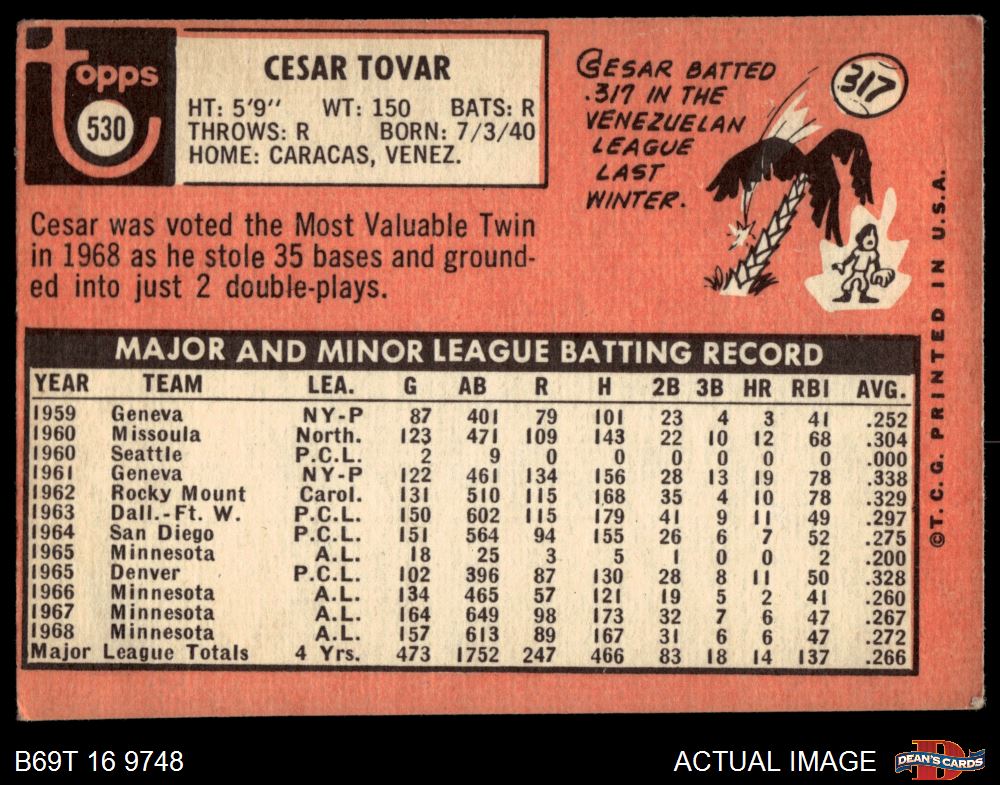 Topps
530
CESAR TOVAR
HT: 5'9" WT: 150 BATS: R
THROWS: R BORN: 7/3/40
HOME: CARACAS, VENEZ.
CESAR BATTED
.317 IN THE
VENEZUELAN
LEAGUE
LAST
WINTER.
317
Cesar was voted the Most Valuable Twin
in 1968 as he stole 35 bases and ground-
ed into just 2 double-plays.
MAJOR AND MINOR LEAGUE BATTING RECORD
YEAR TEAM LEA. G AB R H 2B 3B HR RBI AVG.
1959 Geneva NY-P 87 401 79 101 23 4 3 41 .252
1960 Missoula North. 123 471 109 143 22 10 12 68 .304
1960 Seattle P.C.L. 2 9 0 0 0 0 0 0 .000
1961 Geneva NY-P 122 461 134 156 28 13 19 78 .338
1962 Rocky Mount Carol. 131 510 115 168 35 4 10 78 .329
1963 Dall.-Ft. W. P.C.L. 150 602 115 179 41 9 11 49 .297
1964 San Diego P.C.L. 151 564 94 155 26 6 7 52 .275
1965 Minnesota A.L. 18 25 3 5 1 0 0 2 .200
1965 Denver P.C.L. 102 396 87 130 28 8 11 50 .328
1966 Minnesota A.L. 134 465 57 121 19 5 2 41 .260
1967 Minnesota A.L. 164 649 98 173 32 7 6 47 .267
1968 Minnesota A.L. 157 613 89 167 31 6 6 47 .272
Major League Totals 4 Yrs. 473 1752 247 466 83 18 14 137 .266
©T. C. G. PRINTED IN U.S.A.
B69T 16 9748
ACTUAL IMAGE
DEAN'S CARDS